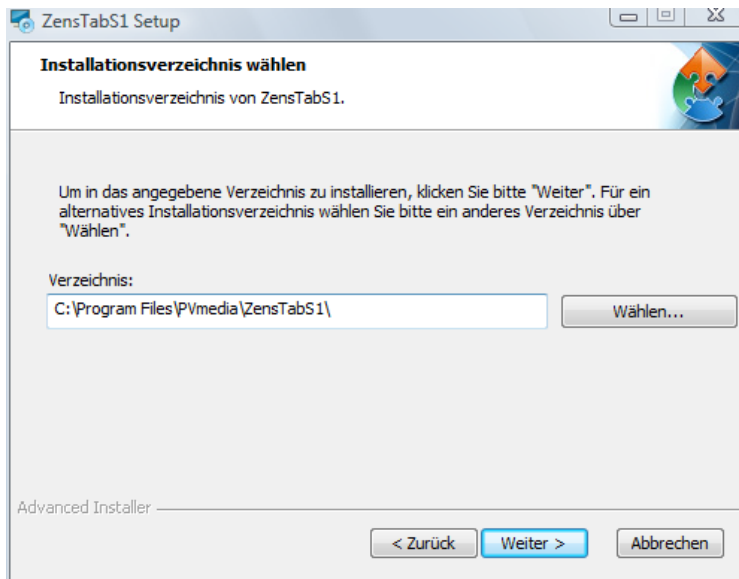 ZensTabS1 Setup
Installationsverzeichnis wählen
Installationsverzeichnis von ZensTabS1.
Um in das angegebene Verzeichnis zu installieren, klicken Sie bitte "Weiter". Für ein
alternatives Installationsverzeichnis wählen Sie bitte ein anderes Verzeichnis über
"Wählen".
Verzeichnis:
C:\Program Files\PVmedia\ZensTabS1\
Wählen...
Advanced Installer
< Zurück
Weiter >
Abbrechen